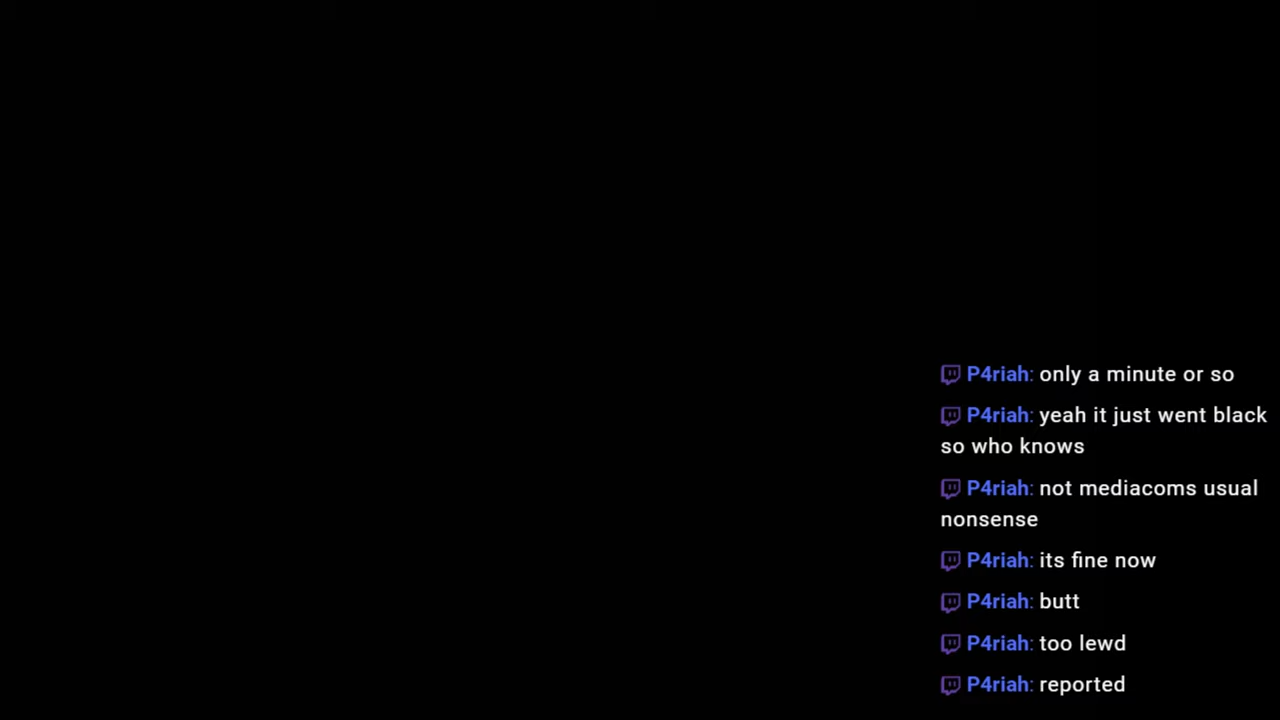 P4riah: only a minute or so
P4riah: yeah it just went black
so who knows
P4riah: not mediacoms usual
nonsense
P4riah: its fine now
P4riah: butt
P4riah: too lewd
P4riah: reported